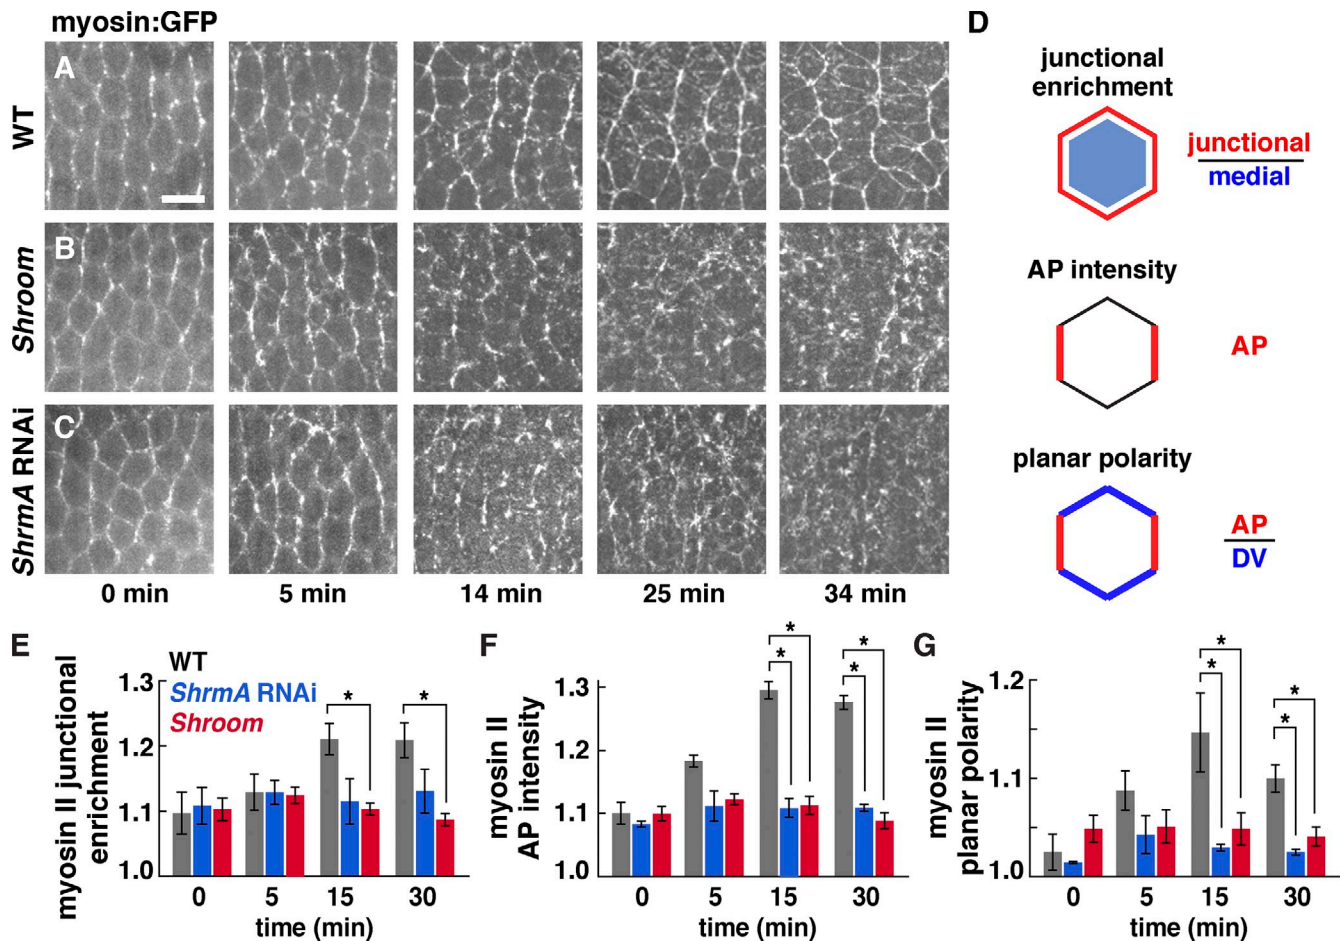 myosin:GFP
WT
A
Shroom
B
ShrmA RNAi
C
0 min 5 min 14 min 25 min 34 min
D
junctional
enrichment
junctional
medial
AP intensity
AP
planar polarity
AP
DV
E
myosin II junctional
enrichment
WT
ShrmA RNAi
Shroom
1.3
1.2
1.1
1.0
* *
0 5 15 30
time (min)
F
myosin II
AP intensity
1.3
1.2
1.1
1.0
* *
* *
0 5 15 30
time (min)
G
myosin II
planar polarity
1.2
1.1
1.0
* *
* *
0 5 15 30
time (min)